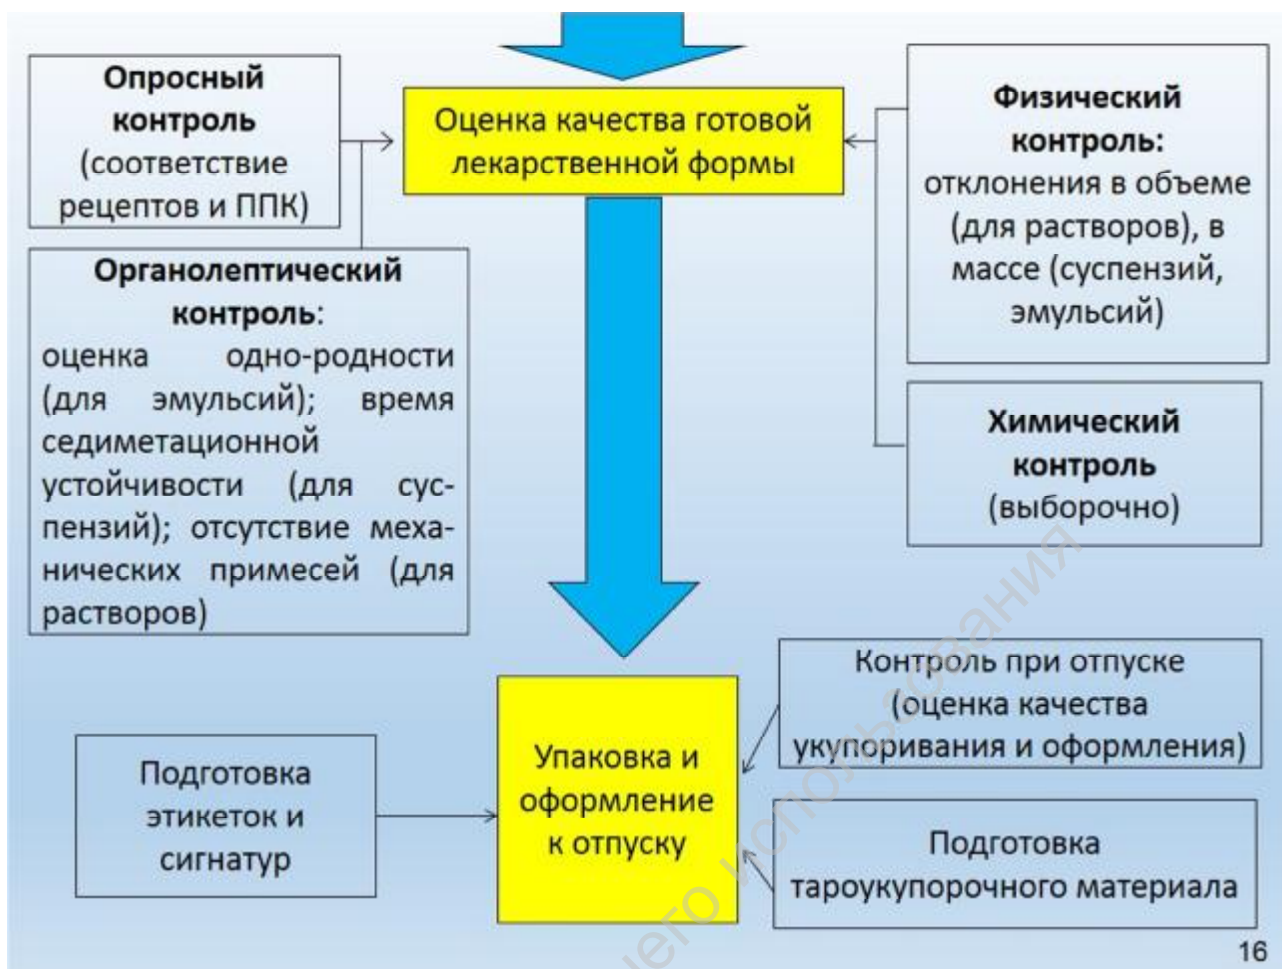 Опросный
контроль
(соответствие
рецептов и ППК)
Оценка качества готовой
лекарственной формы
Физический
контроль:
отклонения в объеме
(для растворов), в
массе (суспензий,
эмульсий)
Органолептический
контроль:
оценка одно-родности
(для эмульсий); время
седиметационной
устойчивости (для сус-
пензий); отсутствие меха-
нических примесей (для
растворов)
Химический
контроль
(выборочно)
Контроль при отпуске
(оценка качества
укупоривания и оформления)
Подготовка
этикеток и
сигнатур
Упаковка и
оформление
к отпуску
Подготовка
тароукупорочного материала
его использования
16